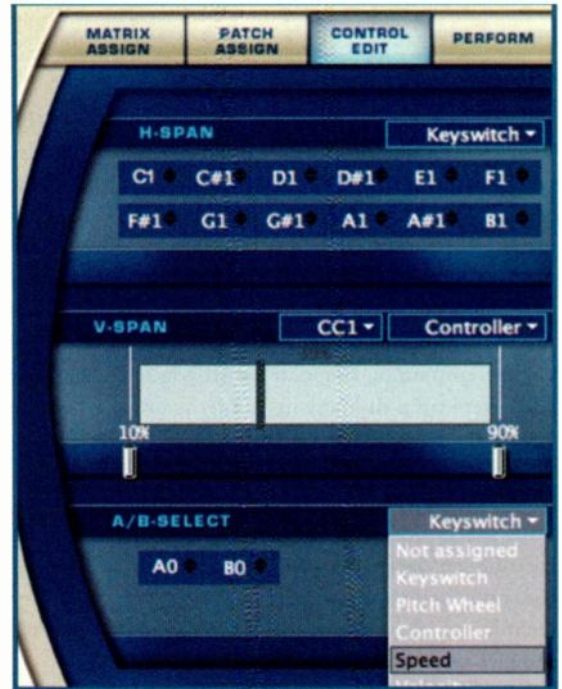 MATRIX ASSIGN
PATCH ASSIGN
CONTROL EDIT
PERFORM
H-SPAN
Keyswitch
C1 C#1 D1 D#1 E1 F1
F#1 G1 G#1 A1 A#1 B1
V-SPAN
CC1
Controller
10%
90%
A/B-SELECT
Keyswitch
A0 B0
Not assigned
Keyswitch
Pitch Wheel
Controller
Speed
Velocity